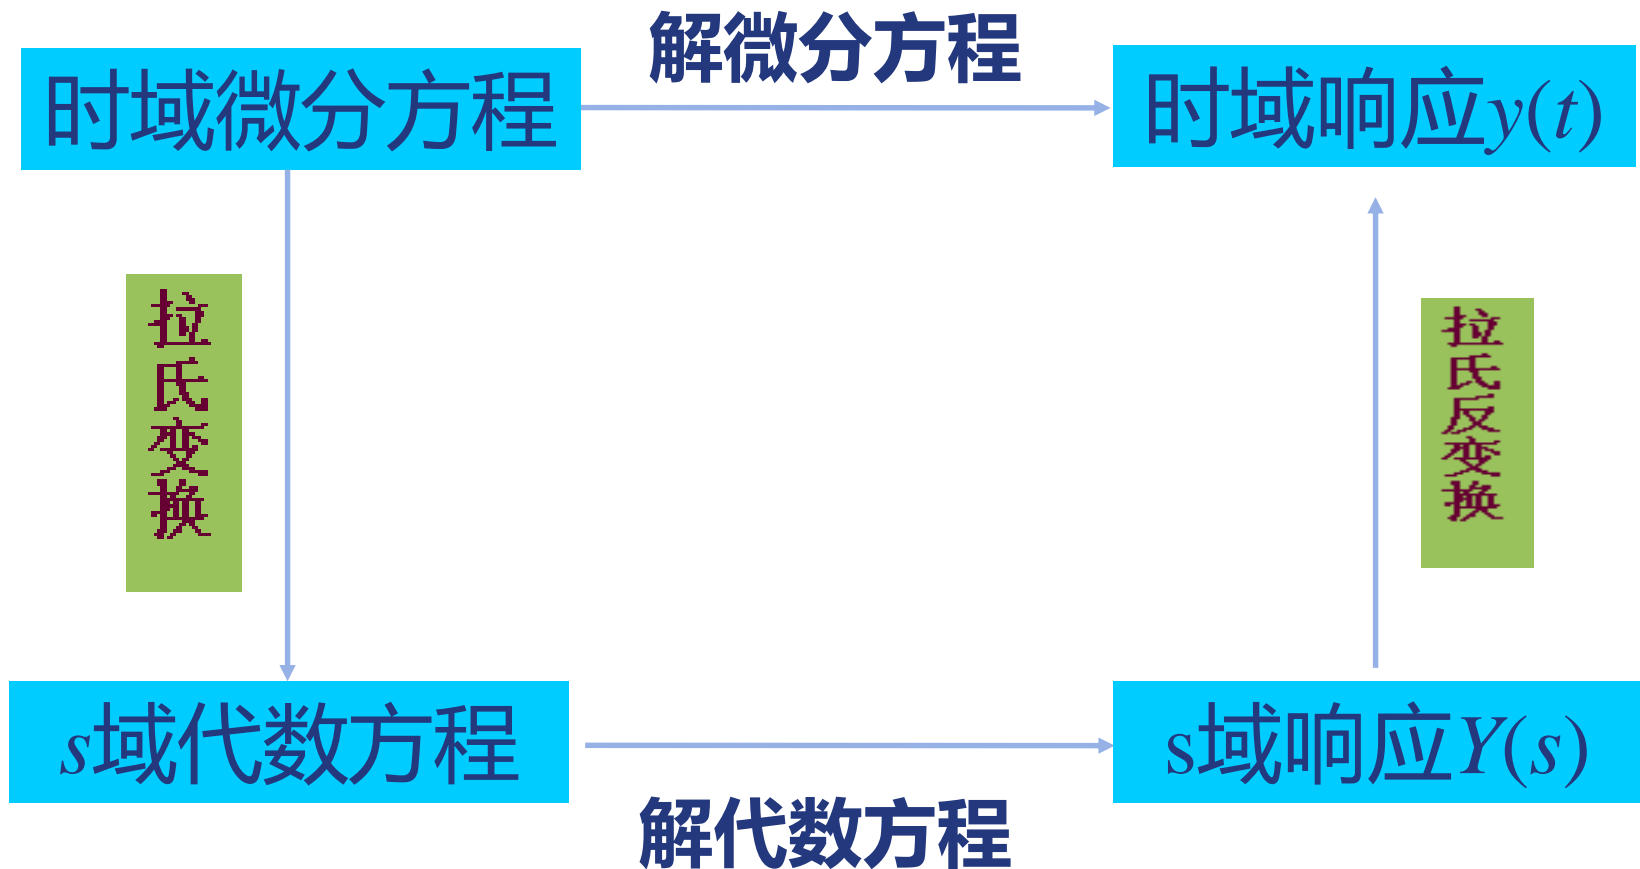 解微分方程
时域微分方程
时域响应y(t)
拉氏变换
拉氏反变换
s域代数方程
s域响应Y(s)
解代数方程